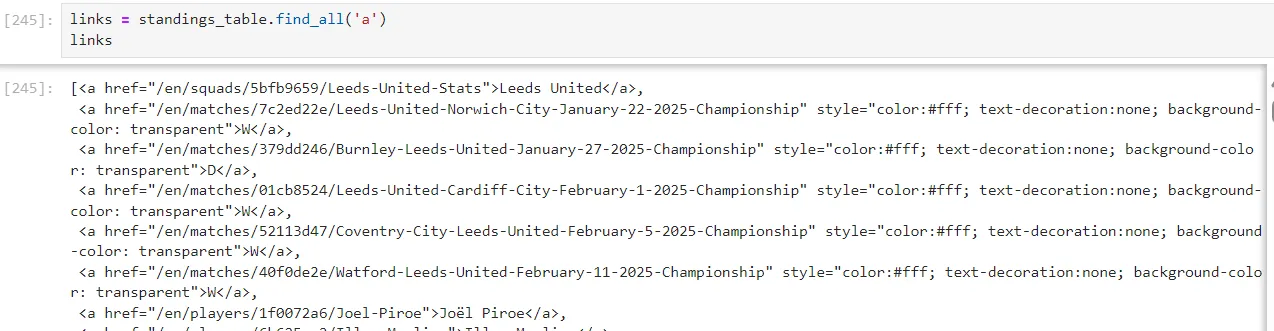 [245]: links = standings_table.find_all('a')
links
[245]: [<a href="/en/squads/5bfb9659/Leeds-United-Stats">Leeds United</a>,
<a href="/en/matches/7c2ed22e/Leeds-United-Norwich-City-January-22-2025-Championship" style="color:#fff; text-decoration:none; background-
color: transparent">W</a>,
<a href="/en/matches/379dd246/Burnley-Leeds-United-January-27-2025-Championship" style="color:#fff; text-decoration:none; background-colo
r: transparent">D</a>,
<a href="/en/matches/01cb8524/Leeds-United-Cardiff-City-February-1-2025-Championship" style="color:#fff; text-decoration:none; background-
color: transparent">W</a>,
<a href="/en/matches/52113d47/Coventry-City-Leeds-United-February-5-2025-Championship" style="color:#fff; text-decoration:none; background
-color: transparent">W</a>,
<a href="/en/matches/40f0de2e/Watford-Leeds-United-February-11-2025-Championship" style="color:#fff; text-decoration:none; background-colo
r: transparent">W</a>,
<a href="/en/players/1f0072a6/Joel-Piroe">Joël Piroe</a>,